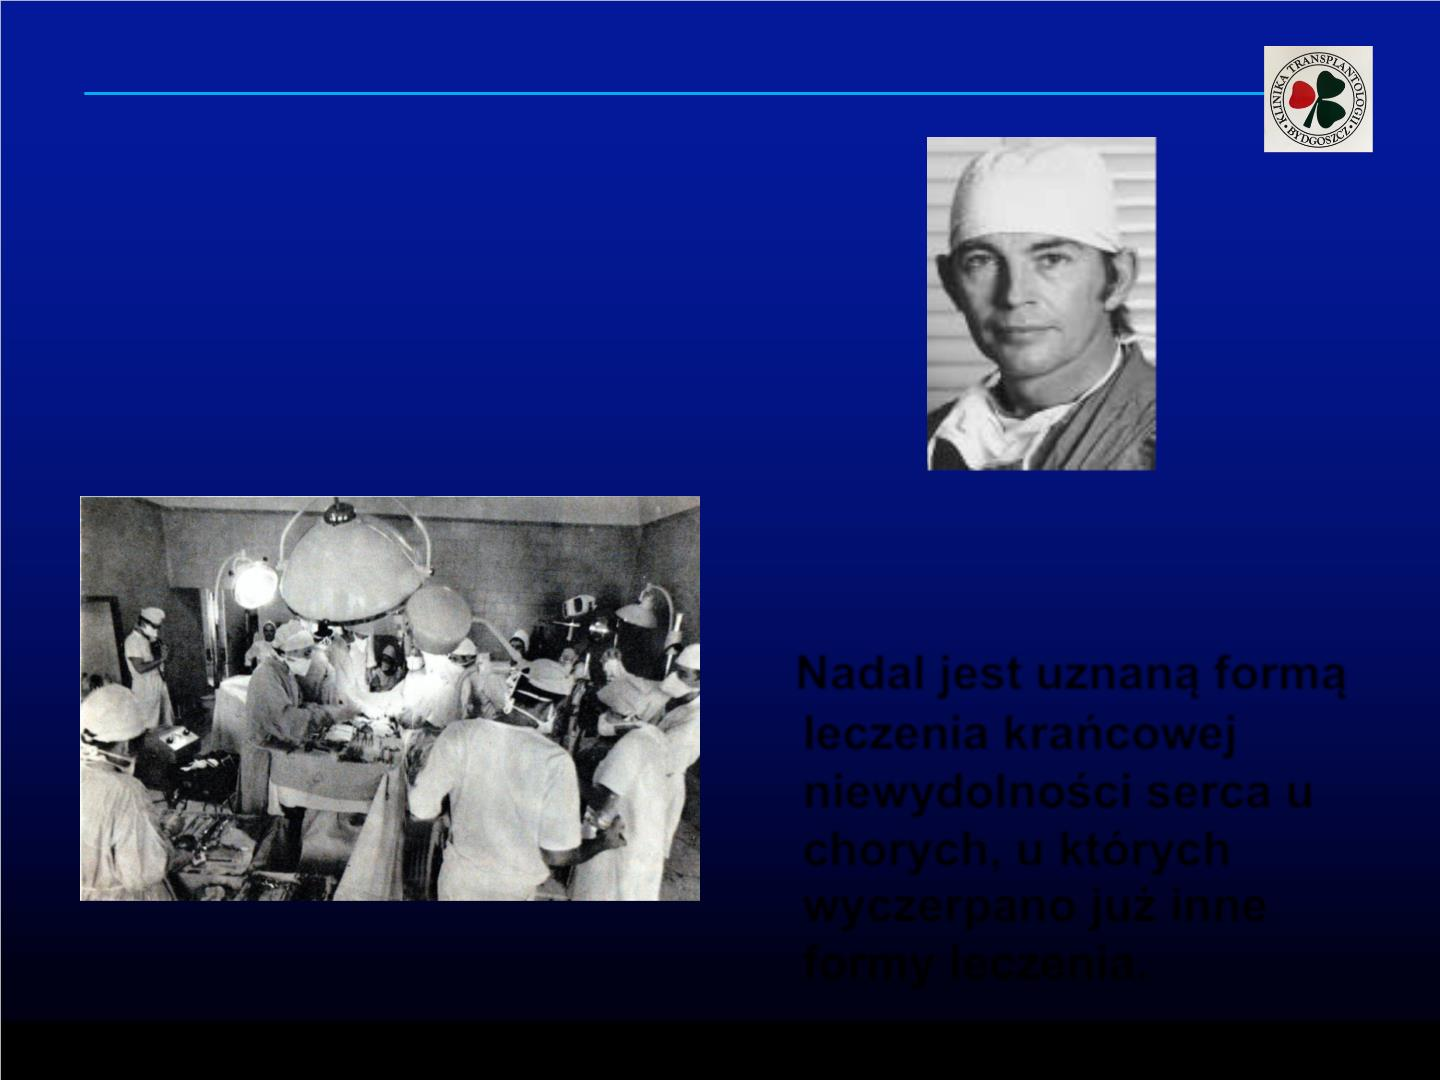 KLINIKA TRANSPLANTOLOGII
• BYDGOSZCZ •
Nadal jest uznaną formą
leczenia krańcowej
niewydolności serca u
chorych, u których
wyczerpano już inne
formy leczenia.